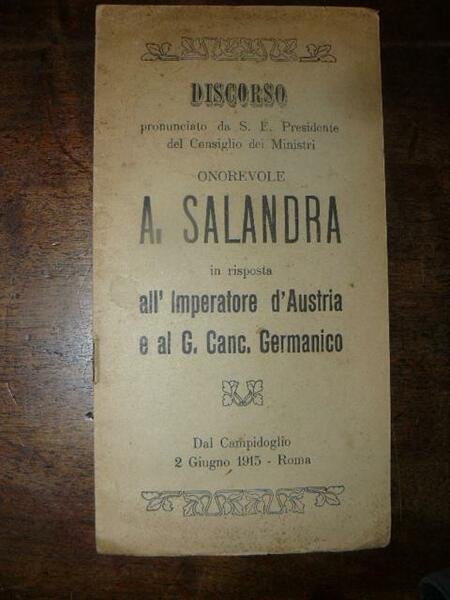 DISCORSO
pronunciato da S. E. Presidente
del Consiglio dei Ministri
ONOREVOLE
A. SALANDRA
in risposta
all' Imperatore d'Austria
e al G. Canc. Germanico
Dal Campidoglio
2 Giugno 1915 - Roma